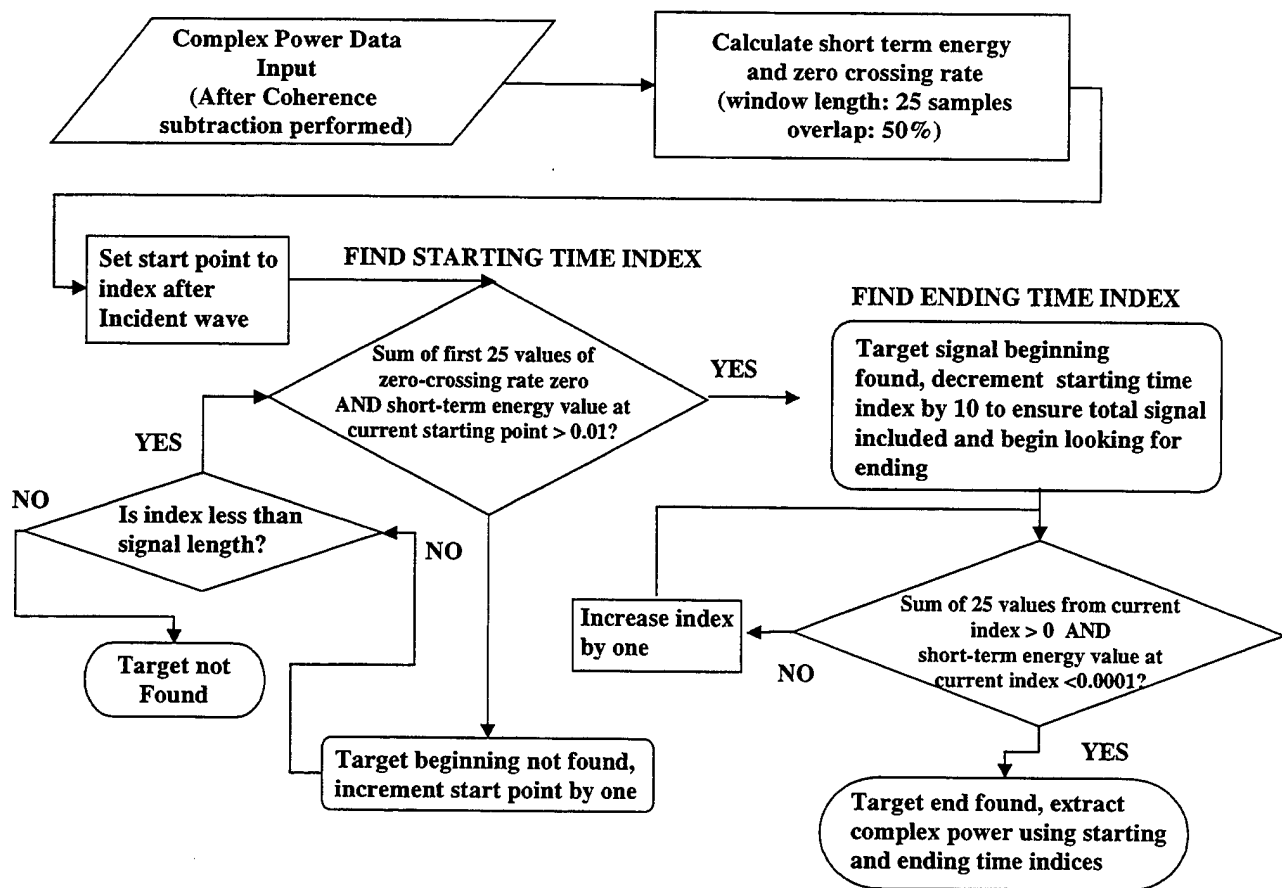 Complex Power Data
Input
(After Coherence
subtraction performed)
Calculate short term energy
and zero crossing rate
(window length: 25 samples
overlap: 50%)
Set start point to
index after
Incident wave
FIND STARTING TIME INDEX
Sum of first 25 values of
zero-crossing rate zero
AND short-term energy value at
current starting point > 0.01?
YES
FIND ENDING TIME INDEX
Target signal beginning
found, decrement starting time
index by 10 to ensure total signal
included and begin looking for
ending
YES
NO
Is index less than
signal length?
NO
Target not
Found
Target beginning not found,
increment start point by one
Increase index
by one
NO
Sum of 25 values from current
index > 0 AND
short-term energy value at
current index <0.0001?
YES
Target end found, extract
complex power using starting
and ending time indices